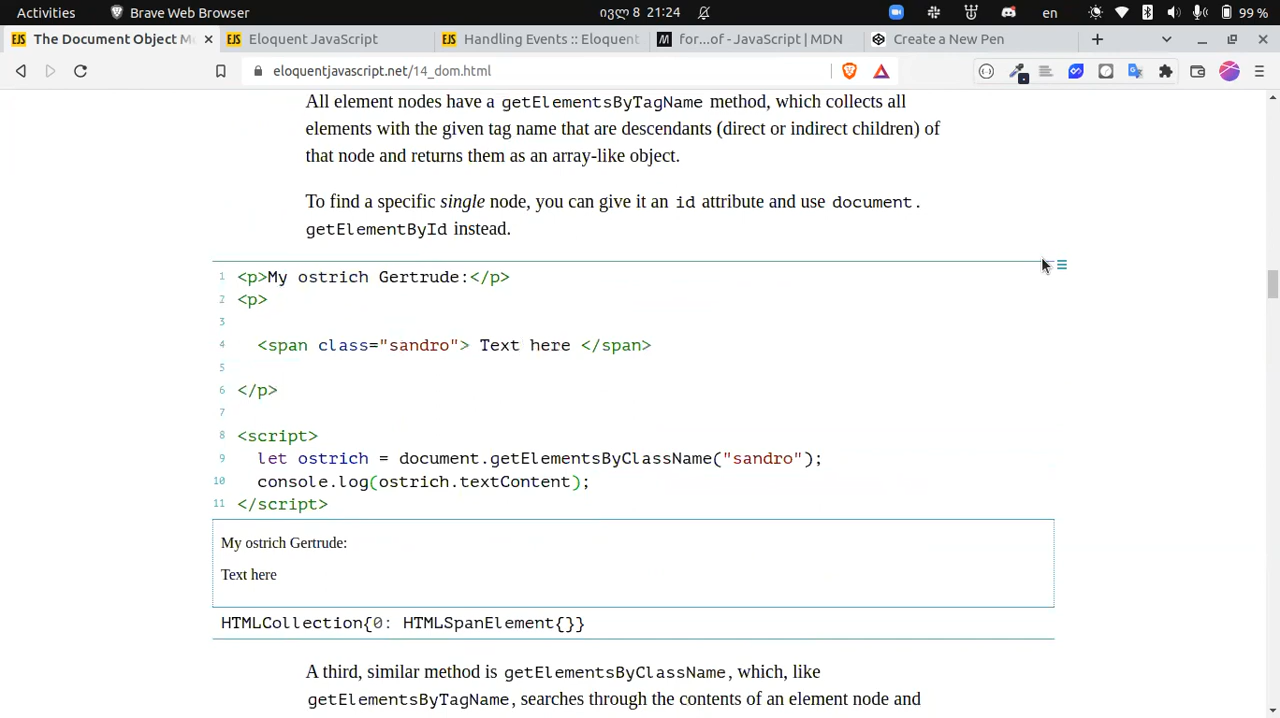 Activities Brave Web Browser ივლ 8 21:24 en 99 %
The Document Object M Eloquent JavaScript Handling Events :: Eloquent for...of - JavaScript | MDN Create a New Pen
eloquentjavascript.net/14_dom.html
All element nodes have a getElementsByTagName method, which collects all
elements with the given tag name that are descendants (direct or indirect children) of
that node and returns them as an array-like object.
To find a specific single node, you can give it an id attribute and use document.
getElementById instead.
1 <p>My ostrich Gertrude:</p>
2 <p>
3
4 <span class="sandro"> Text here </span>
5
6 </p>
7
8 <script>
9 let ostrich = document.getElementsByClassName("sandro");
10 console.log(ostrich.textContent);
11 </script>
My ostrich Gertrude:
Text here
HTMLCollection{0: HTMLSpanElement{}}
A third, similar method is getElementsByClassName, which, like
getElementsByTagName, searches through the contents of an element node and